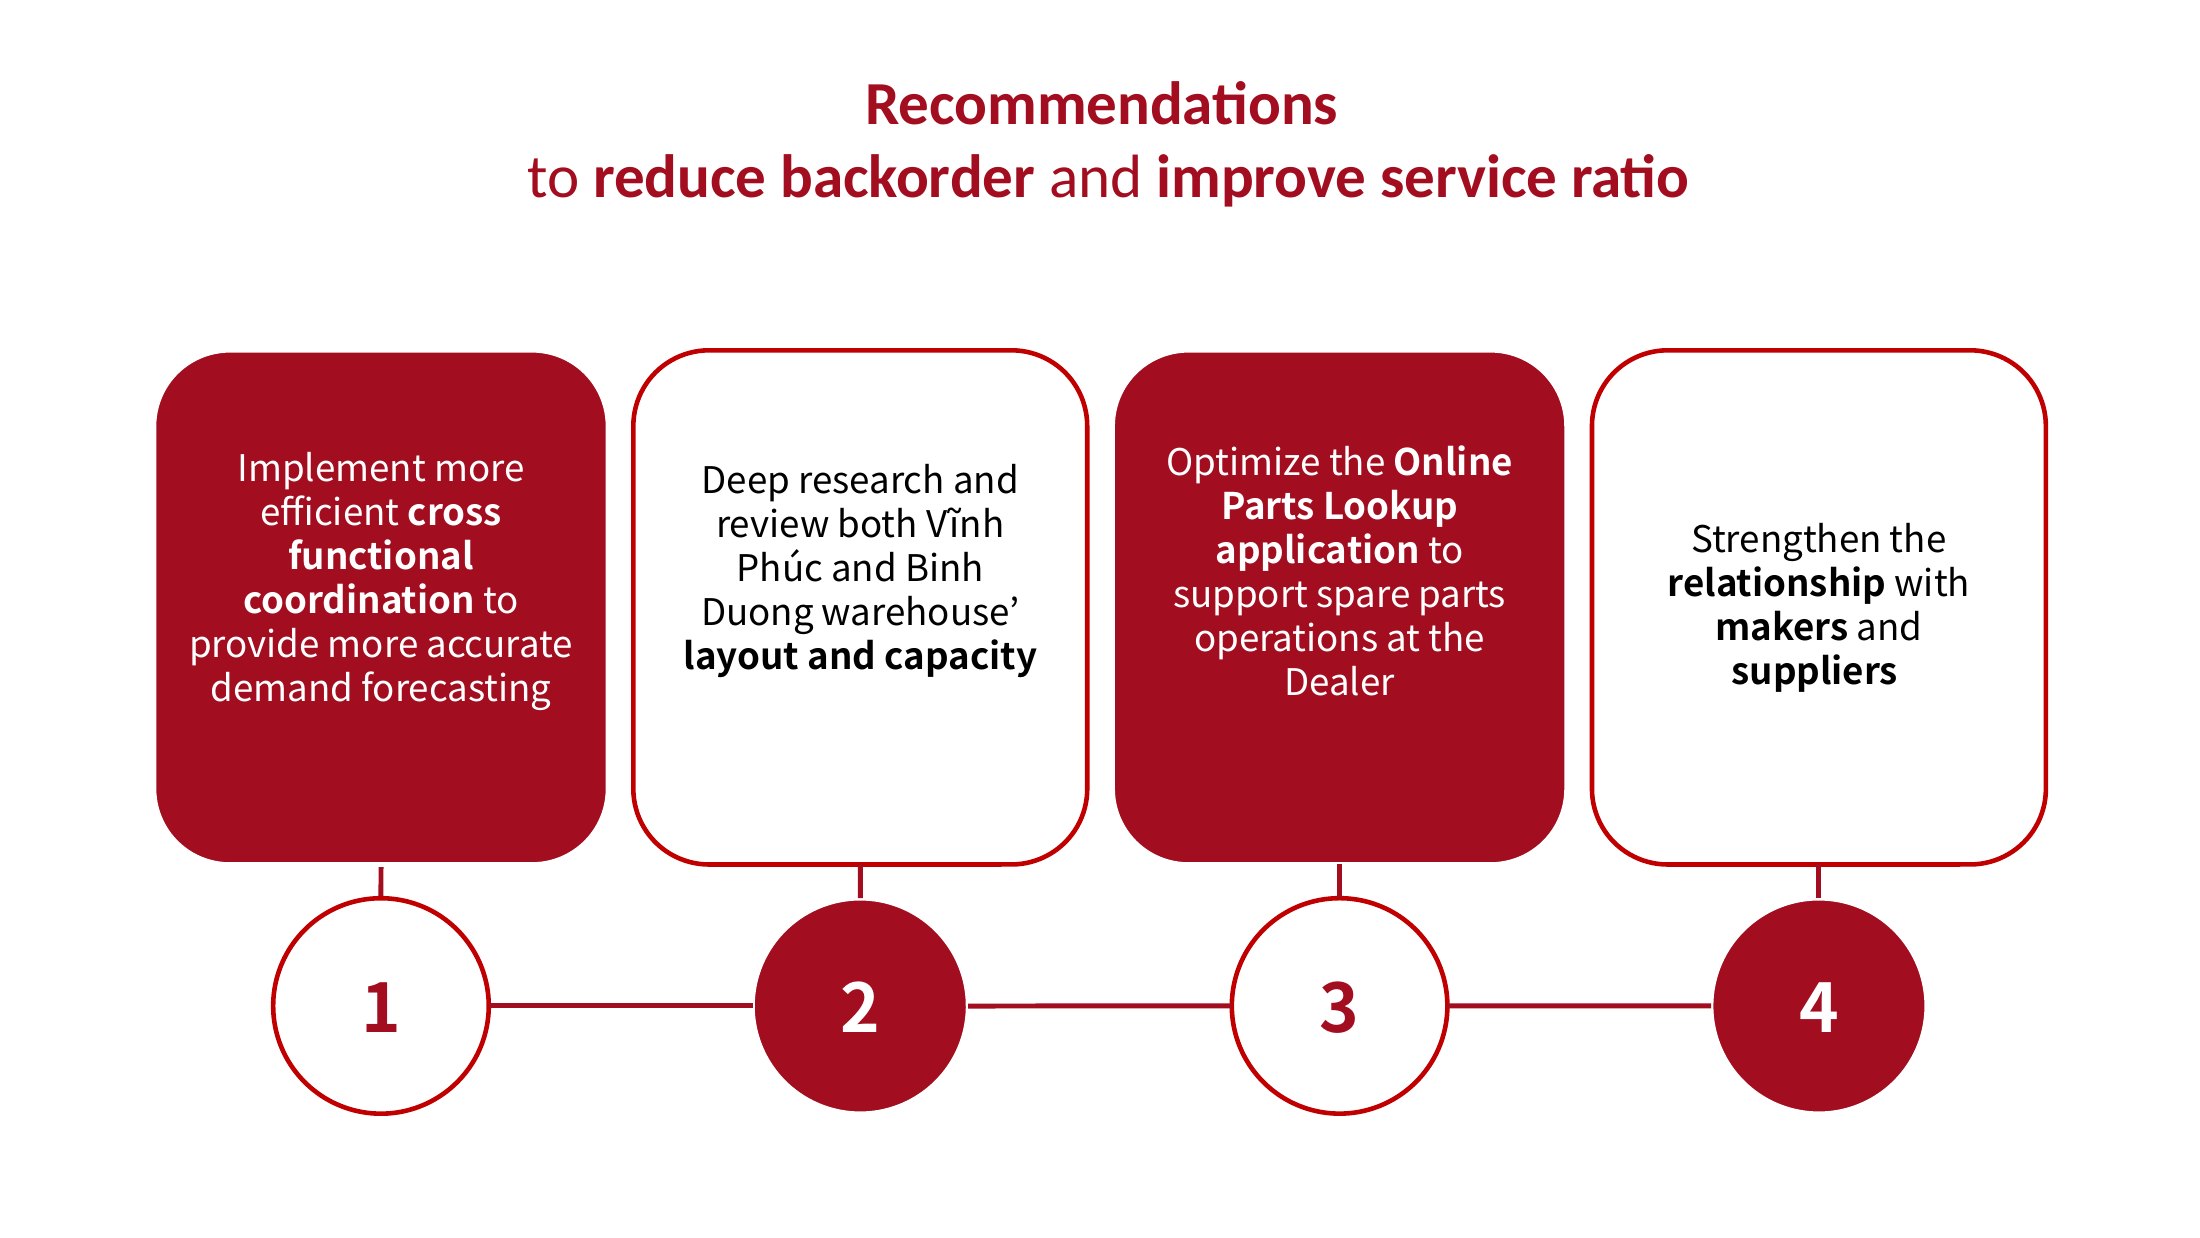 Recommendations
to reduce backorder and improve service ratio
Implement more
efficient cross
functional
coordination to
provide more accurate
demand forecasting
Deep research and
review both Vĩnh
Phúc and Binh
Duong warehouse’
layout and capacity
Optimize the Online
Parts Lookup
application to
support spare parts
operations at the
Dealer
Strengthen the
relationship with
makers and
suppliers
1
2
3
4